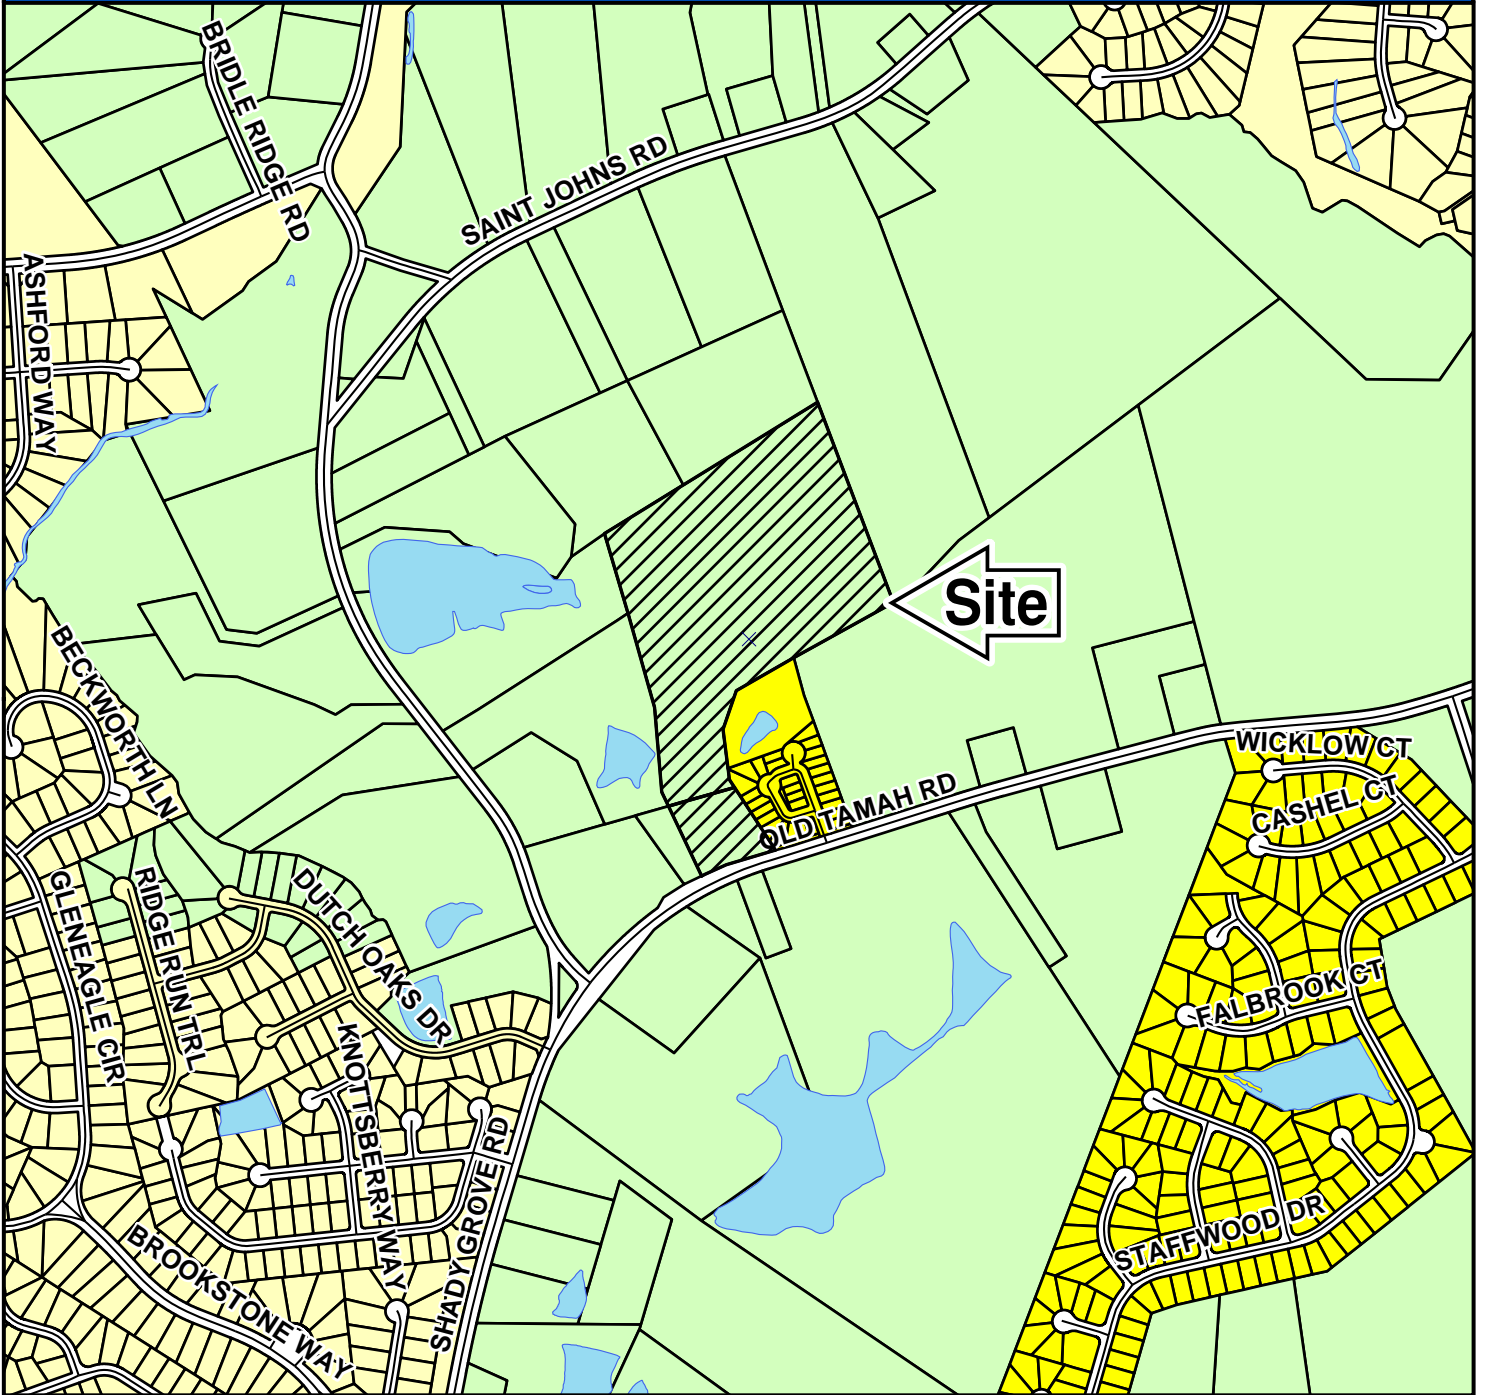 BRIDLE RIDGE RD
SAINT JOHNS RD
ASHFORD WAY
Site
BECKWORTH LN
WICKLOW CT
CASHEL CT
OLD TAMAH RD
GLENEAGLE CIR
RIDGE RUN TRL
DUTCH OAKS DR
FALBROOK CT
KNOTTSBERRY WAY
SHADY GROVE RD
STAFFWOOD DR
BROOKSTONE WAY